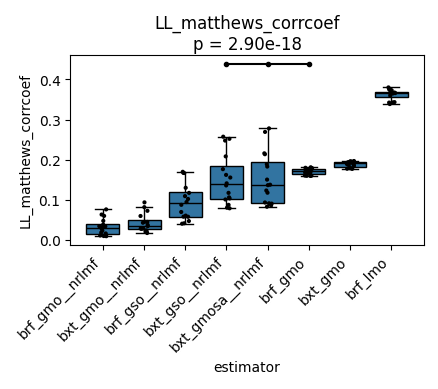 LL_matthews_corrcoef
p = 2.90e-18
LL_matthews_corrcoef
0.4
0.3
0.2
0.1
0.0
brf_gmo__nrlmf
bxt_gmo__nrlmf
brf_gso__nrlmf
bxt_gso__nrlmf
bxt_gmosa__nrlmf
brf_gmo
bxt_gmo
brf_lmo
estimator